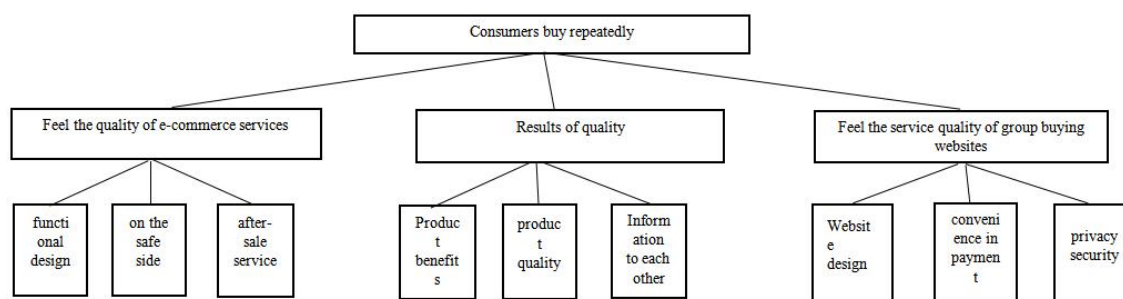 Consumers buy repeatedly
Feel the quality of e-commerce services
Results of quality
Feel the service quality of group buying
websites
functi
onal
design
on the
safe
side
after-
sale
service
Produc
t
benefit
s
produc
t
quality
Inform
ation
to each
other
Websit
e
design
conveni
ence in
paymen
t
privacy
security